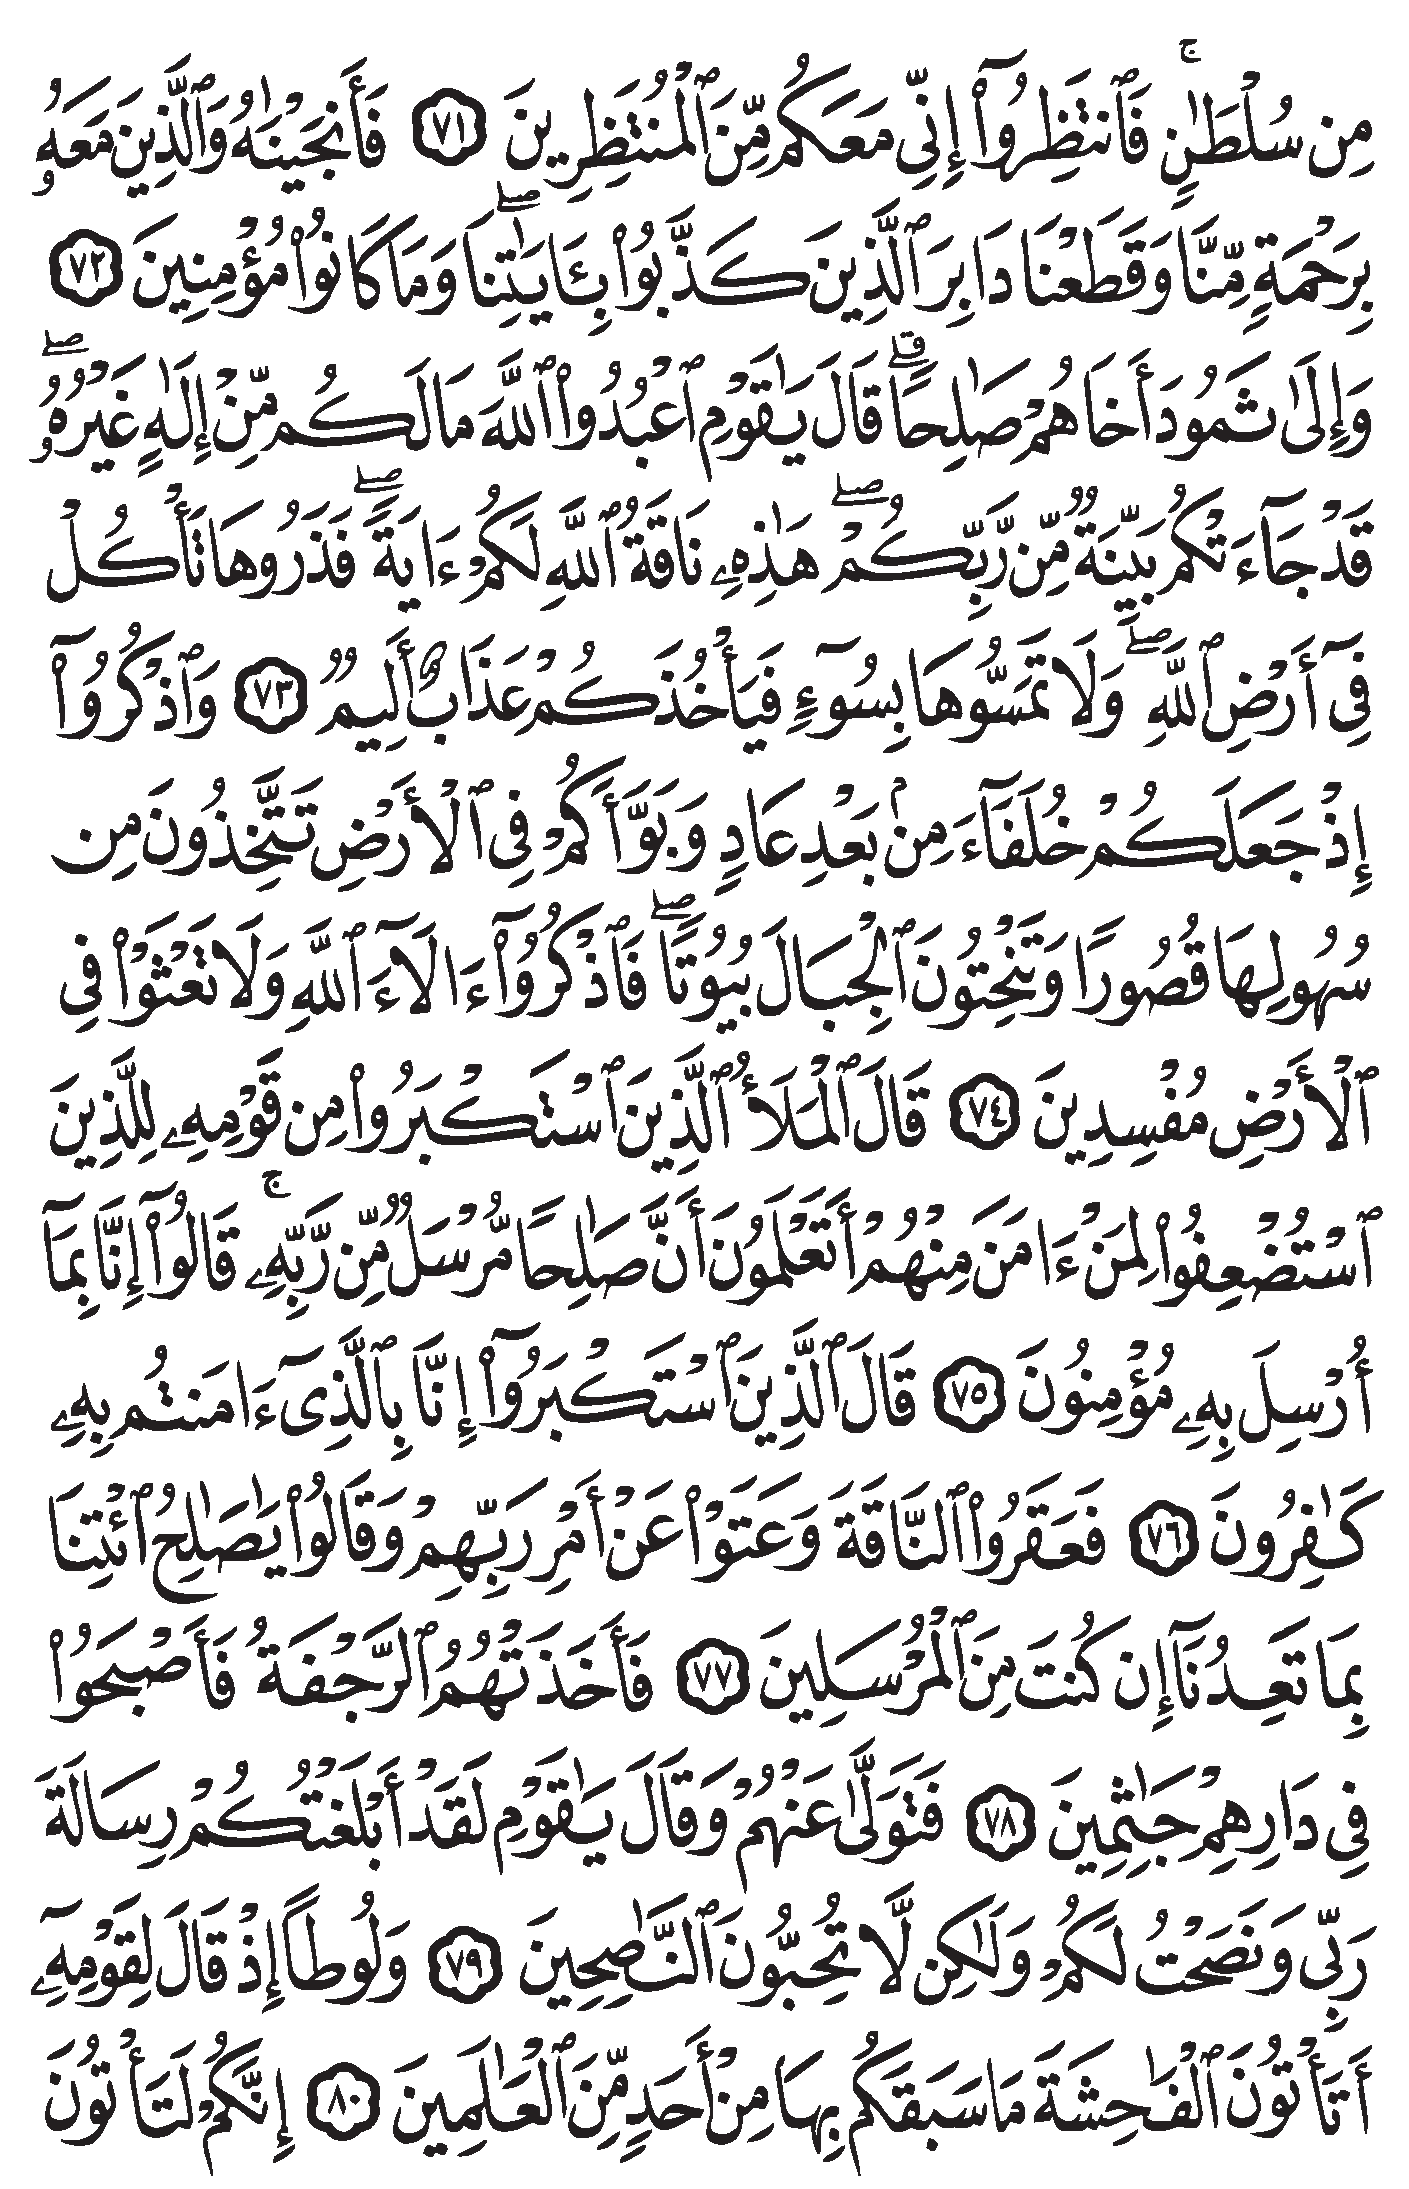 مِن سُلْطَٰنٍۚ فَٱنتَظِرُوٓا۟ إِنِّى مَعَكُم مِّنَ ٱلْمُنتَظِرِينَ ٧١ فَأَنجَيْنَٰهُ وَٱلَّذِينَ مَعَهُۥ
بِرَحْمَةٍ مِّنَّا وَقَطَعْنَا دَابِرَ ٱلَّذِينَ كَذَّبُوا۟ بِـَٔايَٰتِنَاۖ وَمَا كَانُوا۟ مُؤْمِنِينَ ٧٢
وَإِلَىٰ ثَمُودَ أَخَاهُمْ صَٰلِحًاۗ قَالَ يَٰقَوْمِ ٱعْبُدُوا۟ ٱللَّهَ مَا لَكُم مِّنْ إِلَٰهٍ غَيْرُهُۥۖ
قَدْ جَآءَتْكُم بَيِّنَةٌ مِّن رَّبِّكُمْۖ هَٰذِهِۦ نَاقَةُ ٱللَّهِ لَكُمْ ءَايَةًۖ فَذَرُوهَا تَأْكُلْ
فِىٓ أَرْضِ ٱللَّهِۖ وَلَا تَمَسُّوهَا بِسُوٓءٍ فَيَأْخُذَكُمْ عَذَابٌ أَلِيمٌ ٧٣ وَٱذْكُرُوٓا۟
إِذْ جَعَلَكُمْ خُلَفَآءَ مِنۢ بَعْدِ عَادٍ وَبَوَّأَكُمْ فِى ٱلْأَرْضِ تَتَّخِذُونَ مِن
سُهُولِهَا قُصُورًا وَتَنْحِتُونَ ٱلْجِبَالَ بُيُوتًاۖ فَٱذْكُرُوٓا۟ ءَالَآءَ ٱللَّهِ وَلَا تَعْثَوْا۟ فِى
ٱلْأَرْضِ مُفْسِدِينَ ٧٤ قَالَ ٱلْمَلَأُ ٱلَّذِينَ ٱسْتَكْبَرُوا۟ مِن قَوْمِهِۦ لِلَّذِينَ
ٱسْتُضْعِفُوا۟ لِمَنْ ءَامَنَ مِنْهُمْ أَتَعْلَمُونَ أَنَّ صَٰلِحًا مُّرْسَلٌ مِّن رَّبِّهِۦۚ قَالُوٓا۟ إِنَّا بِمَآ
أُرْسِلَ بِهِۦ مُؤْمِنُونَ ٧٥ قَالَ ٱلَّذِينَ ٱسْتَكْبَرُوٓا۟ إِنَّا بِٱلَّذِىٓ ءَامَنتُم بِهِۦ
كَٰفِرُونَ ٧٦ فَعَقَرُوا۟ ٱلنَّاقَةَ وَعَتَوْا۟ عَنْ أَمْرِ رَبِّهِمْ وَقَالُوا۟ يَٰصَٰلِحُ ٱئْتِنَا
بِمَا تَعِدُنَآ إِن كُنتَ مِنَ ٱلْمُرْسَلِينَ ٧٧ فَأَخَذَتْهُمُ ٱلرَّجْفَةُ فَأَصْبَحُوا۟
فِى دَارِهِمْ جَٰثِمِينَ ٧٨ فَتَوَلَّىٰ عَنْهُمْ وَقَالَ يَٰقَوْمِ لَقَدْ أَبْلَغْتُكُمْ رِسَالَةَ
رَبِّى وَنَصَحْتُ لَكُمْ وَلَٰكِن لَّا تُحِبُّونَ ٱلنَّٰصِحِينَ ٧٩ وَلُوطًا إِذْ قَالَ لِقَوْمِهِۦٓ
أَتَأْتُونَ ٱلْفَٰحِشَةَ مَا سَبَقَكُم بِهَا مِنْ أَحَدٍ مِّنَ ٱلْعَٰلَمِينَ ٨٠ إِنَّكُمْ لَتَأْتُونَ